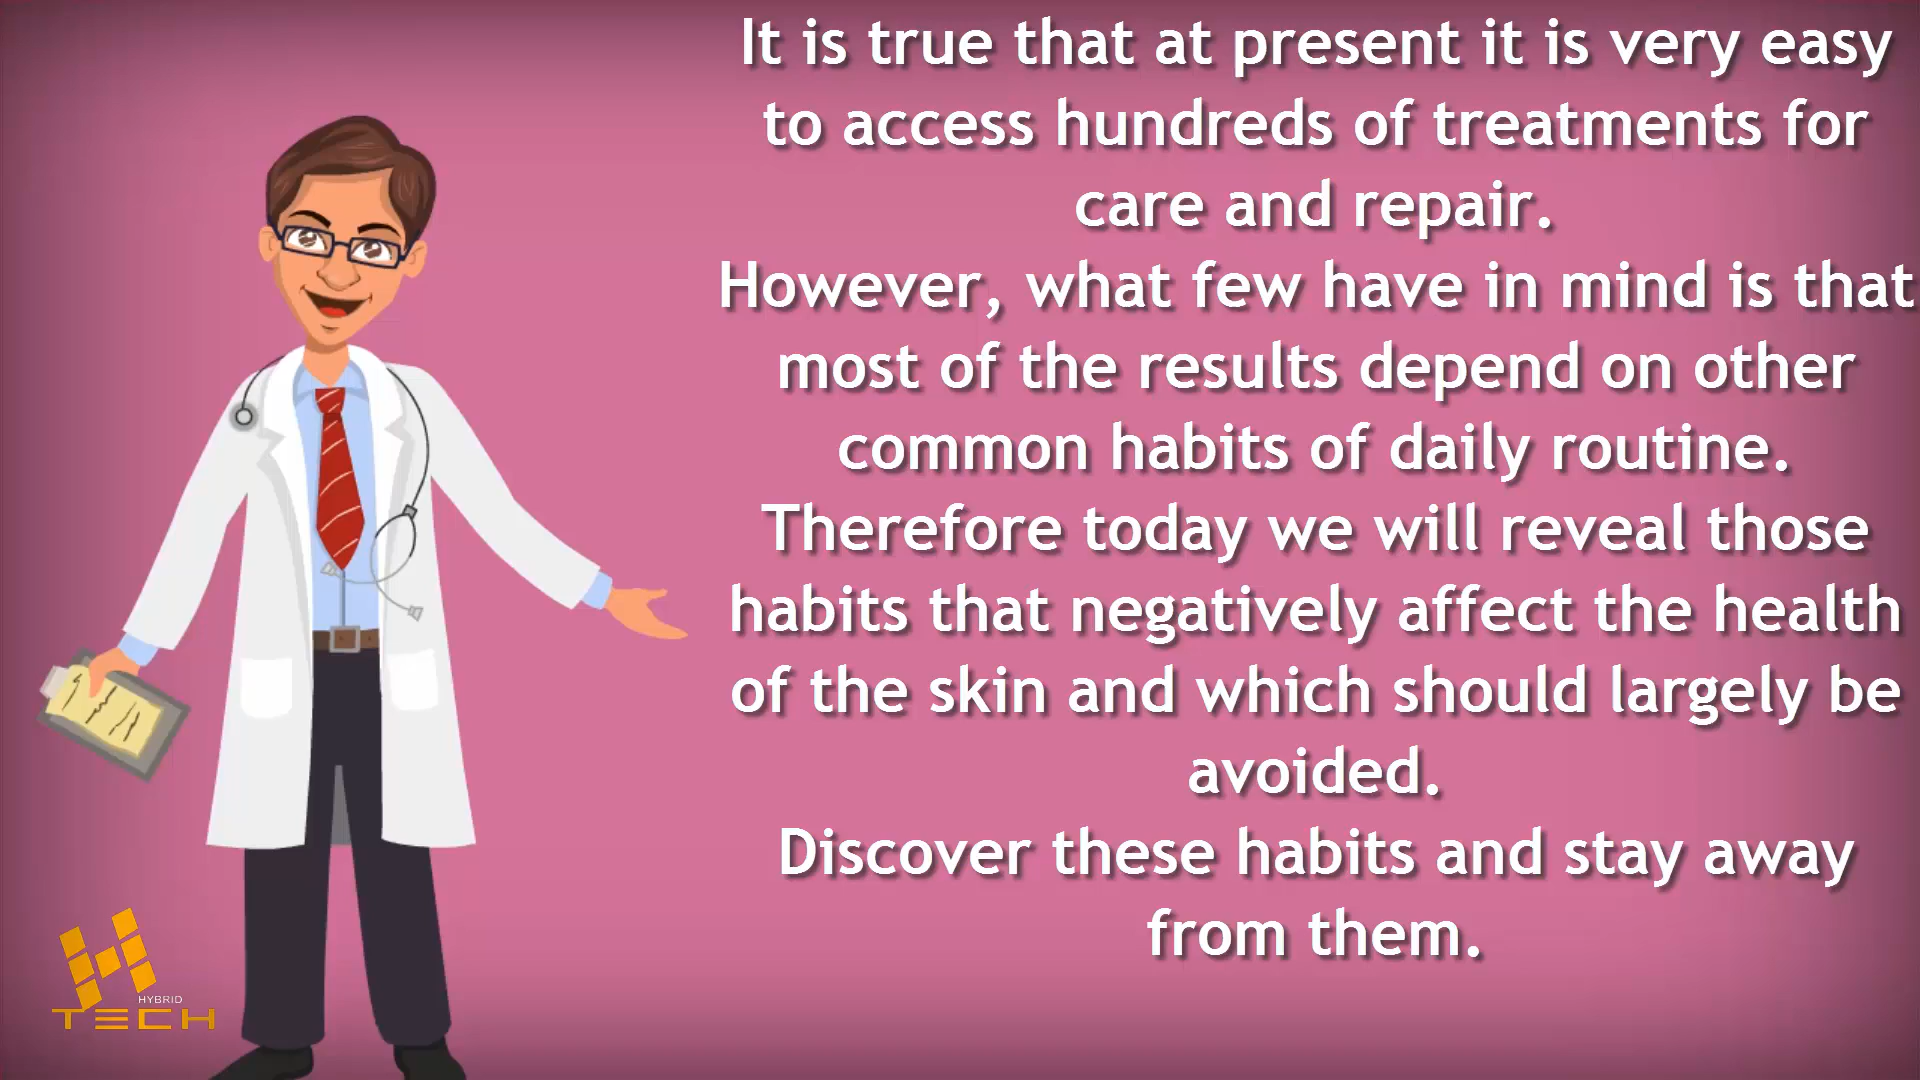 It is true that at present it is very easy
to access hundreds of treatments for
care and repair.
However, what few have in mind is that
most of the results depend on other
common habits of daily routine.
Therefore today we will reveal those
habits that negatively affect the health
of the skin and which should largely be
avoided.
Discover these habits and stay away
from them.
HYBRID
TECH